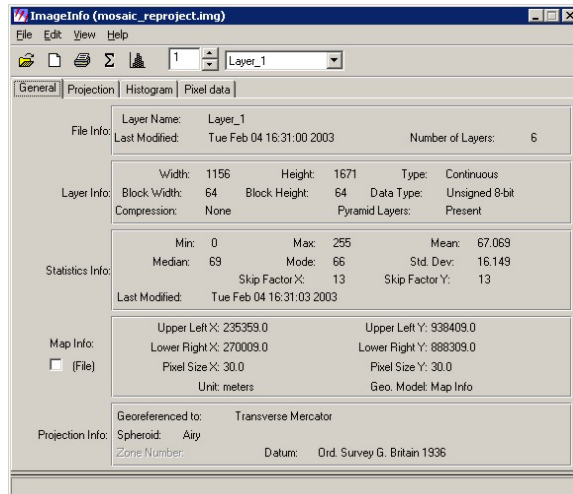 ImageInfo (mosaic_reproject.img)
File Edit View Help
1 Layer_1
General Projection Histogram Pixel data
File Info:
Layer Name: Layer_1
Last Modified: Tue Feb 04 16:31:00 2003 Number of Layers: 6
Layer Info:
Width: 1156 Height: 1671 Type: Continuous
Block Width: 64 Block Height: 64 Data Type: Unsigned 8-bit
Compression: None Pyramid Layers: Present
Statistics Info:
Min: 0 Max: 255 Mean: 67.069
Median: 69 Mode: 66 Std. Dev: 16.149
Skip Factor X: 13 Skip Factor Y: 13
Last Modified: Tue Feb 04 16:31:03 2003
Map Info:
(File)
Upper Left X: 235359.0 Upper Left Y: 938409.0
Lower Right X: 270009.0 Lower Right Y: 888309.0
Pixel Size X: 30.0 Pixel Size Y: 30.0
Unit: meters Geo. Model: Map Info
Projection Info:
Georeferenced to: Transverse Mercator
Spheroid: Airy
Zone Number: Datum: Ord. Survey G. Britain 1936